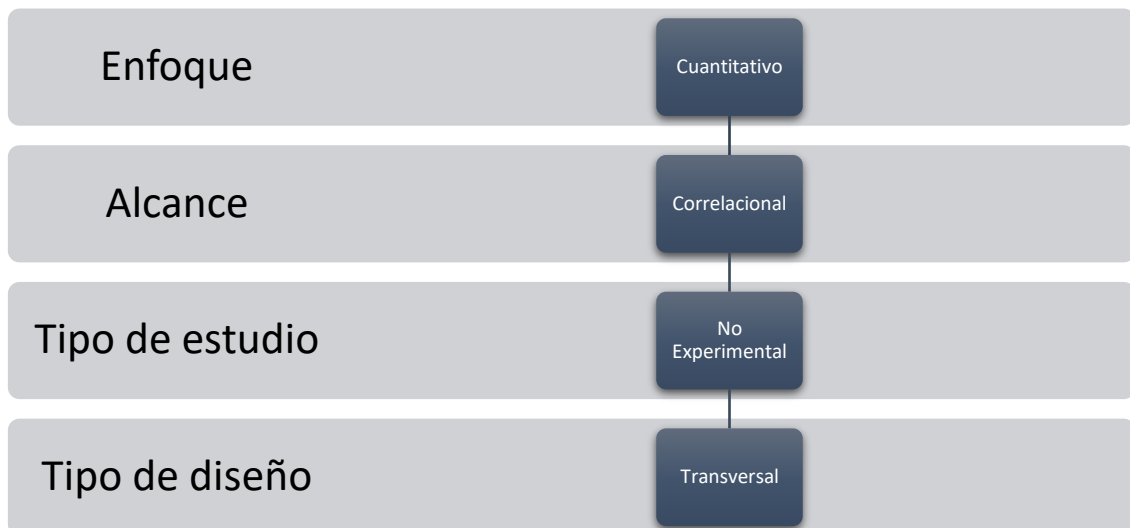 Enfoque
Cuantitativo
Alcance
Correlacional
Tipo de estudio
No
Experimental
Tipo de diseño
Transversal